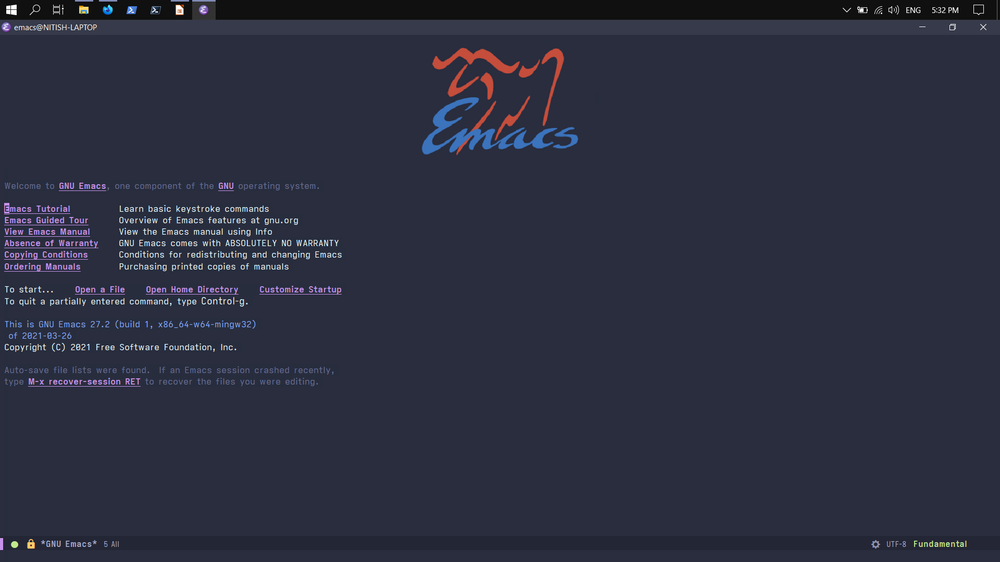 ENG 5:32 PM
emacs@NITISH-LAPTOP
Emacs
Welcome to GNU Emacs, one component of the GNU operating system.
Emacs Tutorial Learn basic keystroke commands
Emacs Guided Tour Overview of Emacs features at gnu.org
View Emacs Manual View the Emacs manual using Info
Absence of Warranty GNU Emacs comes with ABSOLUTELY NO WARRANTY
Copying Conditions Conditions for redistributing and changing Emacs
Ordering Manuals Purchasing printed copies of manuals
To start... Open a File Open Home Directory Customize Startup
To quit a partially entered command, type Control-g.
This is GNU Emacs 27.2 (build 1, x86_64-w64-mingw32)
of 2021-03-26
Copyright (C) 2021 Free Software Foundation, Inc.
Auto-save file lists were found. If an Emacs session crashed recently,
type M-x recover-session RET to recover the files you were editing.
*GNU Emacs* 5 All UTF-8 Fundamental